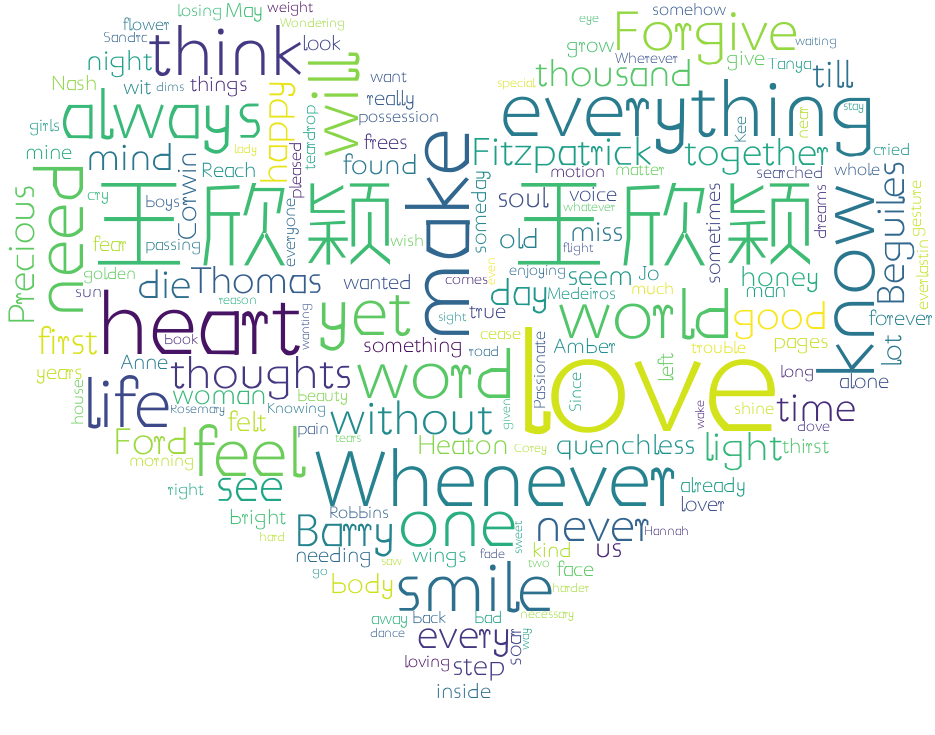 losing May weight
flower Wondering
Sandra think look
night
Nash wit dims things
will
want
really
possession
always happy teardrop
girls lady pleased frees
mine mind Reach found
Corwin
need cry boys everyone
王欣颖
fear passing wish
Precious golden
sun die Thomas wanted
reason
heart book wanting yet
first something
Anne thoughts
years life woman beauty
house Rosemary Knowing
felt pain without
Ford feel tears
morning
right see
bright
hard
somehow
eye Forgive waiting
grow Wherever give Tanya till
special thousand
everything stay
Kee near
make Fitzpatrick together cried
motion matter searched whole
soul voice
someday whatever sometimes dreams
王欣颖
old miss
flight
know Beguiles gesture
everlastin
comes even enjoying seem Jo honey
day Medeiros much man
sight true world good forever
cease trouble pages Lot
road Amber left long alone
word Passionate Since
love wake shine time
dove
given
Heaton Corey quenchless light thirst
Whenever already
lover
Robbins
Barry one sweet never Hannah
needing wings fade kind us
saw two face
go body smile harder
necessary
away back bad
dance every soar way
loving step
inside